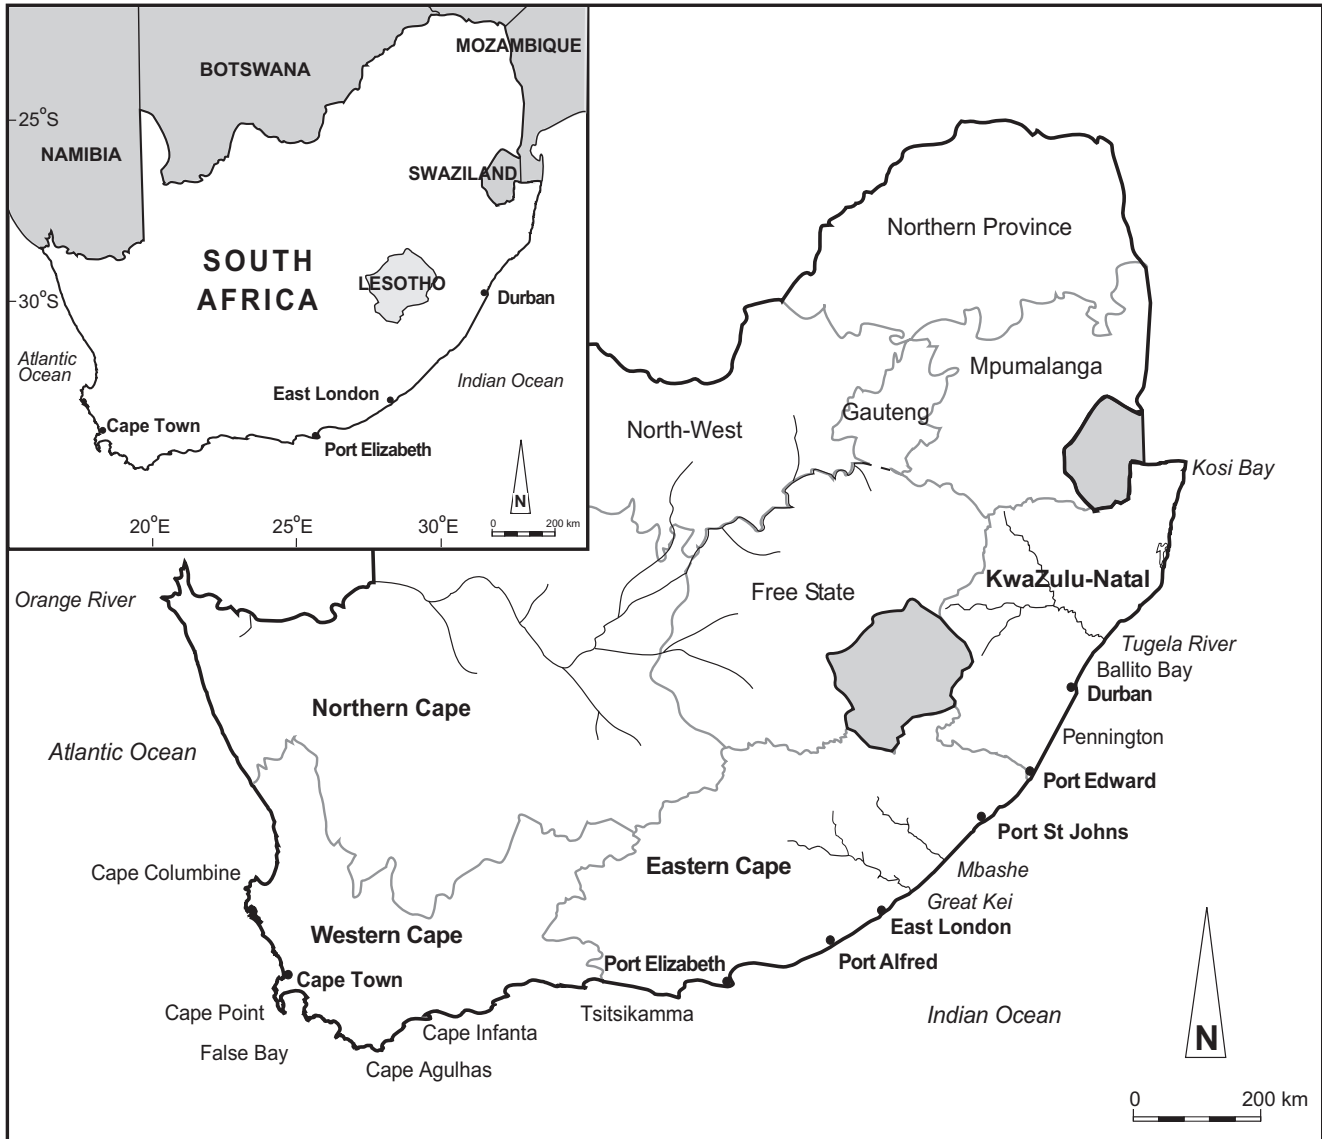 MOZAMBIQUE
BOTSWANA
25°S
NAMIBIA
SWAZILAND
SOUTH
AFRICA
LESOTHO
30°S
Durban
Atlantic
Ocean
East London
Indian Ocean
Cape Town
Port Elizabeth
N
0 200 km
20°E 25°E 30°E
Northern Province
Mpumalanga
Gauteng
North-West
Kosi Bay
KwaZulu-Natal
Free State
Orange River
Tugela River
Ballito Bay
Durban
Northern Cape
Pennington
Atlantic Ocean
Port Edward
Port St Johns
Eastern Cape
Mbashe
Cape Columbine
Great Kei
East London
Western Cape
Port Elizabeth
Port Alfred
Cape Town
Cape Point
Tsitsikamma
Indian Ocean
Cape Infanta
False Bay
Cape Agulhas
N
0 200 km